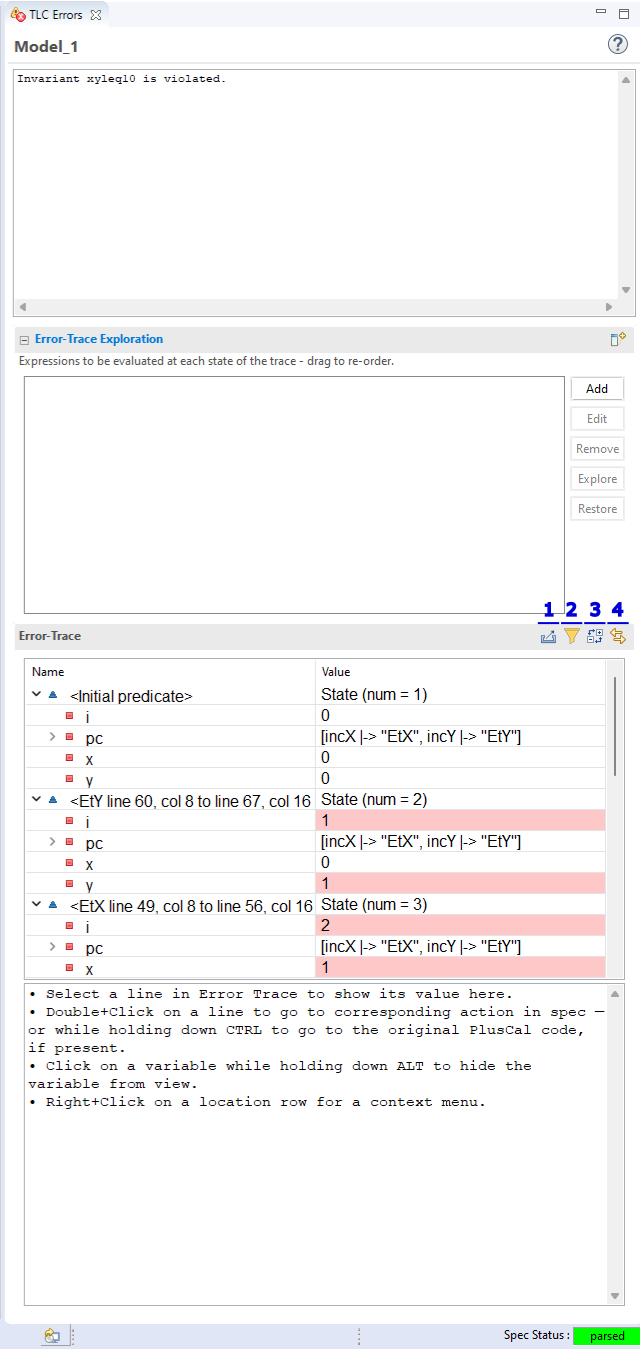 TLC Errors
Model_1
Invariant xyleq10 is violated.
Error-Trace Exploration
Expressions to be evaluated at each state of the trace - drag to re-order.
Add
Edit
Remove
Explore
Restore
1 2 3 4
Error-Trace
Name Value
<Initial predicate> State (num = 1)
i 0
pc [incX |-> "EtX", incY |-> "EtY"]
x 0
y 0
<EtY line 60, col 8 to line 67, col 16 State (num = 2)
i 1
pc [incX |-> "EtX", incY |-> "EtY"]
x 0
y 1
<EtX line 49, col 8 to line 56, col 16 State (num = 3)
i 2
pc [incX |-> "EtX", incY |-> "EtY"]
x 1
• Select a line in Error Trace to show its value here.
• Double+Click on a line to go to corresponding action in spec —
or while holding down CTRL to go to the original PlusCal code,
if present.
• Click on a variable while holding down ALT to hide the
variable from view.
• Right+Click on a location row for a context menu.
Spec Status : parsed